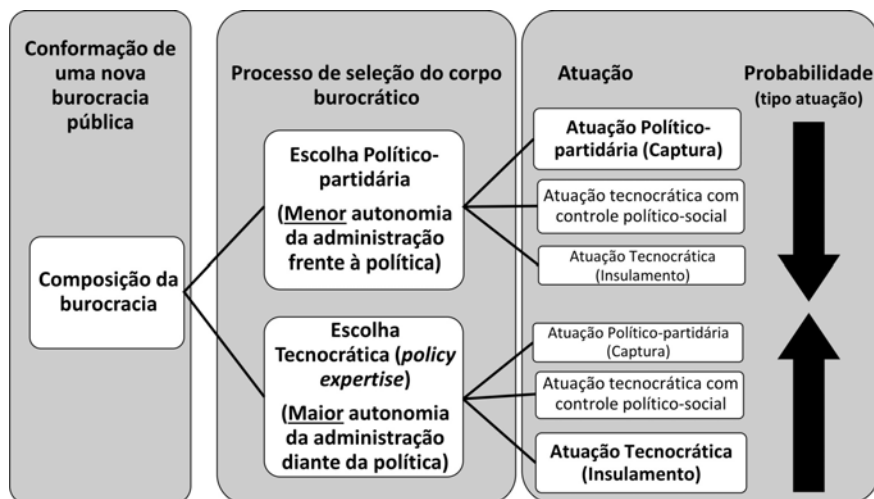 Conformação de
uma nova
burocracia
pública
Composição da
burocracia
Processo de seleção do corpo
burocrático
Escolha Político-
partidária
(Menor autonomia
da administração
frente à política)
Escolha
Tecnocrática (policy
expertise)
(Maior autonomia
da administração
diante da política)
Atuação
Atuação Político-
partidária (Captura)
Atuação tecnocrática com
controle político-social
Atuação Tecnocrática
(Insulamento)
Atuação Político-partidária
(Captura)
Atuação tecnocrática com
controle político-social
Atuação Tecnocrática
(Insulamento)
Probabilidade
(tipo atuação)